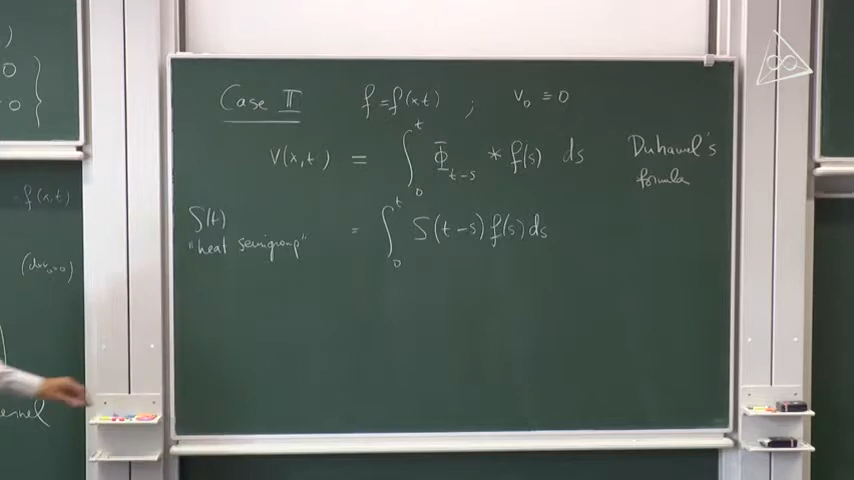 Case II f = f(x,t) ; v₀ ≡ 0
v(x,t) = ∫₀ᵗ Φ_{t-s} * f(s) ds Duhamel's formula
S(t) = ∫₀ᵗ S(t-s) f(s) ds
"heat semigroup"
f(x,t)